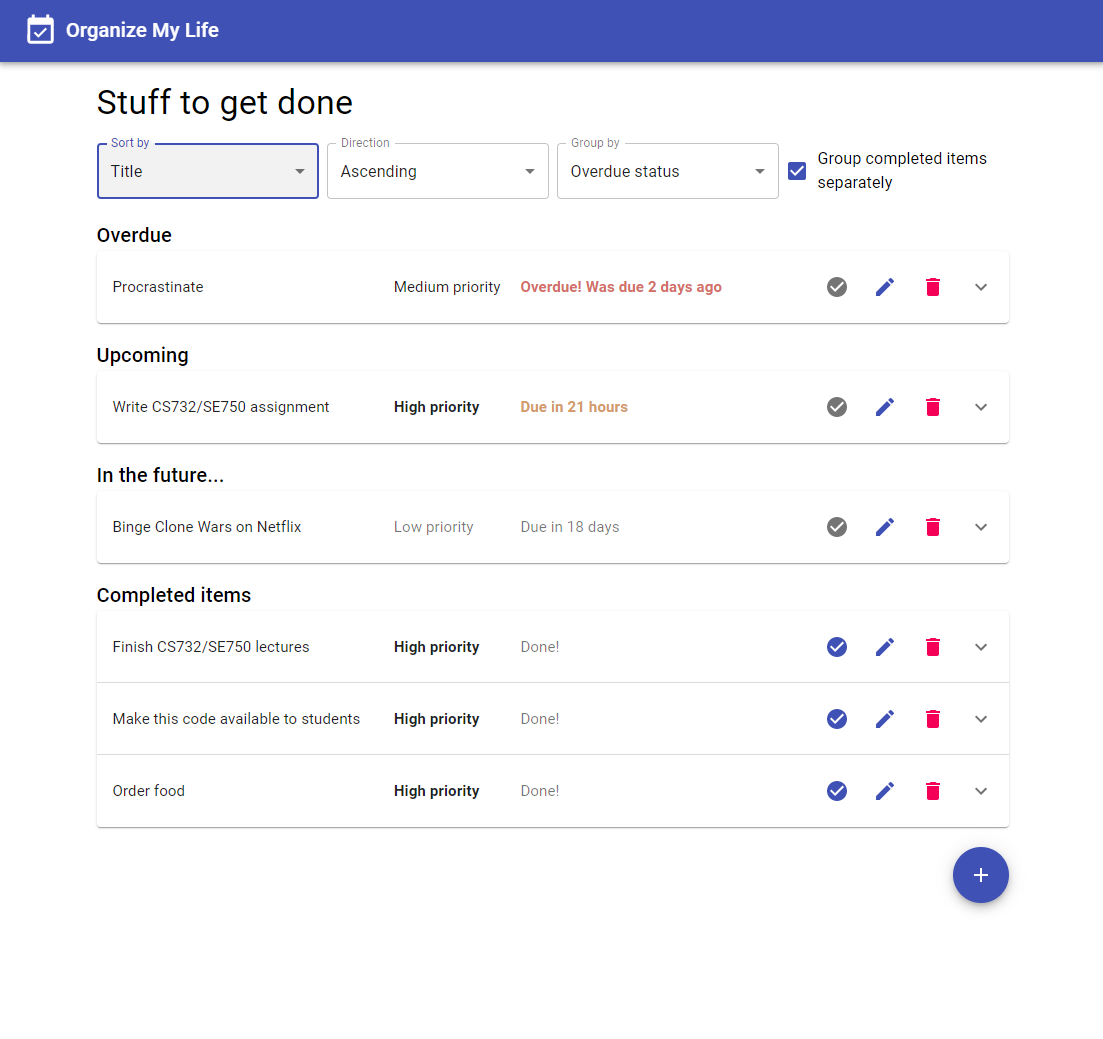 Organize My Life
Stuff to get done
Sort by
Title
Direction
Ascending
Group by
Overdue status
Group completed items
separately
Overdue
Procrastinate Medium priority Overdue! Was due 2 days ago
Upcoming
Write CS732/SE750 assignment High priority Due in 21 hours
In the future...
Binge Clone Wars on Netflix Low priority Due in 18 days
Completed items
Finish CS732/SE750 lectures High priority Done!
Make this code available to students High priority Done!
Order food High priority Done!